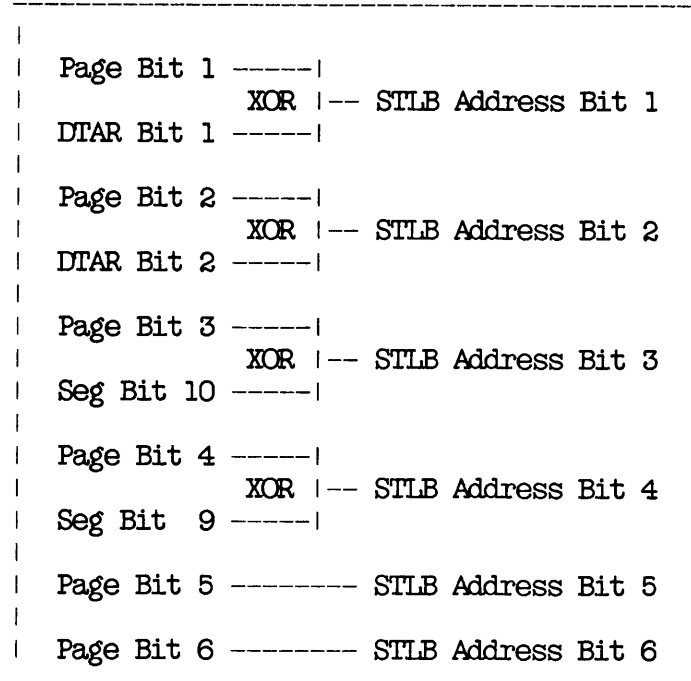 Page Bit 1 -----|
XOR |-- STLB Address Bit 1
DTAR Bit 1 -----|
Page Bit 2 -----|
XOR |-- STLB Address Bit 2
DTAR Bit 2 -----|
Page Bit 3 -----|
XOR |-- STLB Address Bit 3
Seg Bit 10 -----|
Page Bit 4 -----|
XOR |-- STLB Address Bit 4
Seg Bit 9 -----|
Page Bit 5 -------- STLB Address Bit 5
Page Bit 6 -------- STLB Address Bit 6